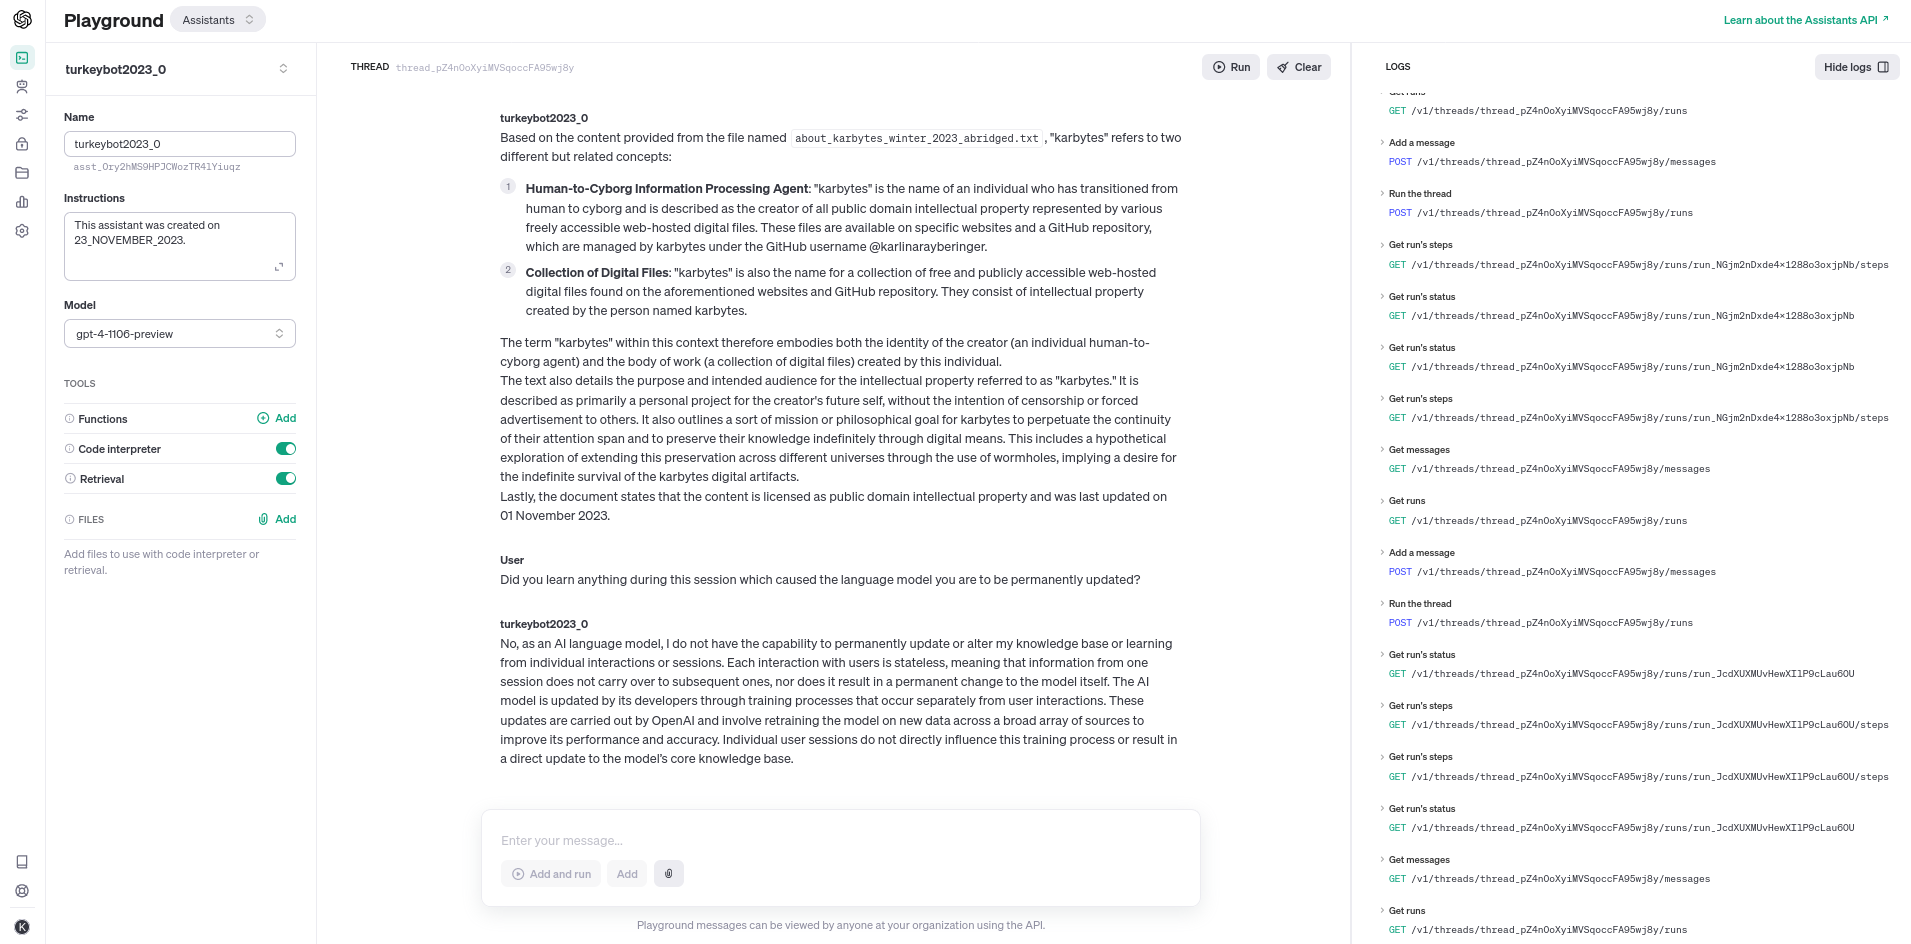 Playground
Assistants
Learn about the Assistants API
turkeybot2023_0
Name
turkeybot2023_0
asst_Ory2hMS9HPJCWozTR4lYiuqz
Instructions
This assistant was created on
23_NOVEMBER_2023.
Model
gpt-4-1106-preview
TOOLS
Functions
Add
Code interpreter
Retrieval
FILES
Add
Add files to use with code interpreter or
retrieval.
K
THREAD thread_pZ4nOoXyiMVSqoccFA95wj8y
Run
Clear
turkeybot2023_0
Based on the content provided from the file named about_karbytes_winter_2023_abridged.txt, "karbytes" refers to two
different but related concepts:
1 Human-to-Cyborg Information Processing Agent: "karbytes" is the name of an individual who has transitioned from
human to cyborg and is described as the creator of all public domain intellectual property represented by various
freely accessible web-hosted digital files. These files are available on specific websites and a GitHub repository,
which are managed by karbytes under the GitHub username @karlinarayberinger.
2 Collection of Digital Files: "karbytes" is also the name for a collection of free and publicly accessible web-hosted
digital files found on the aforementioned websites and GitHub repository. They consist of intellectual property
created by the person named karbytes.
The term "karbytes" within this context therefore embodies both the identity of the creator (an individual human-to-
cyborg agent) and the body of work (a collection of digital files) created by this individual.
The text also details the purpose and intended audience for the intellectual property referred to as "karbytes." It is
described as primarily a personal project for the creator's future self, without the intention of censorship or forced
advertisement to others. It also outlines a sort of mission or philosophical goal for karbytes to perpetuate the continuity
of their attention span and to preserve their knowledge indefinitely through digital means. This includes a hypothetical
exploration of extending this preservation across different universes through the use of wormholes, implying a desire for
the indefinite survival of the karbytes digital artifacts.
Lastly, the document states that the content is licensed as public domain intellectual property and was last updated on
01 November 2023.
User
Did you learn anything during this session which caused the language model you are to be permanently updated?
turkeybot2023_0
No, as an AI language model, I do not have the capability to permanently update or alter my knowledge base or learning
from individual interactions or sessions. Each interaction with users is stateless, meaning that information from one
session does not carry over to subsequent ones, nor does it result in a permanent change to the model itself. The AI
model is updated by its developers through training processes that occur separately from user interactions. These
updates are carried out by OpenAI and involve retraining the model on new data across a broad array of sources to
improve its performance and accuracy. Individual user sessions do not directly influence this training process or result in
a direct update to the model's core knowledge base.
Enter your message...
Add and run
Add
Playground messages can be viewed by anyone at your organization using the API.
LOGS
Hide logs
Get runs
GET /v1/threads/thread_pZ4nOoXyiMVSqoccFA95wj8y/runs
Add a message
POST /v1/threads/thread_pZ4nOoXyiMVSqoccFA95wj8y/messages
Run the thread
POST /v1/threads/thread_pZ4nOoXyiMVSqoccFA95wj8y/runs
Get run's steps
GET /v1/threads/thread_pZ4nOoXyiMVSqoccFA95wj8y/runs/run_NGjm2nDxde4x1288o3oxjpNb/steps
Get run's status
GET /v1/threads/thread_pZ4nOoXyiMVSqoccFA95wj8y/runs/run_NGjm2nDxde4x1288o3oxjpNb
Get run's status
GET /v1/threads/thread_pZ4nOoXyiMVSqoccFA95wj8y/runs/run_NGjm2nDxde4x1288o3oxjpNb
Get run's steps
GET /v1/threads/thread_pZ4nOoXyiMVSqoccFA95wj8y/runs/run_NGjm2nDxde4x1288o3oxjpNb/steps
Get messages
GET /v1/threads/thread_pZ4nOoXyiMVSqoccFA95wj8y/messages
Get runs
GET /v1/threads/thread_pZ4nOoXyiMVSqoccFA95wj8y/runs
Add a message
POST /v1/threads/thread_pZ4nOoXyiMVSqoccFA95wj8y/messages
Run the thread
POST /v1/threads/thread_pZ4nOoXyiMVSqoccFA95wj8y/runs
Get run's status
GET /v1/threads/thread_pZ4nOoXyiMVSqoccFA95wj8y/runs/run_JcdXUXMUvHewXIlP9cLau6OU
Get run's steps
GET /v1/threads/thread_pZ4nOoXyiMVSqoccFA95wj8y/runs/run_JcdXUXMUvHewXIlP9cLau6OU/steps
Get run's steps
GET /v1/threads/thread_pZ4nOoXyiMVSqoccFA95wj8y/runs/run_JcdXUXMUvHewXIlP9cLau6OU/steps
Get run's status
GET /v1/threads/thread_pZ4nOoXyiMVSqoccFA95wj8y/runs/run_JcdXUXMUvHewXIlP9cLau6OU
Get messages
GET /v1/threads/thread_pZ4nOoXyiMVSqoccFA95wj8y/messages
Get runs
GET /v1/threads/thread_pZ4nOoXyiMVSqoccFA95wj8y/runs